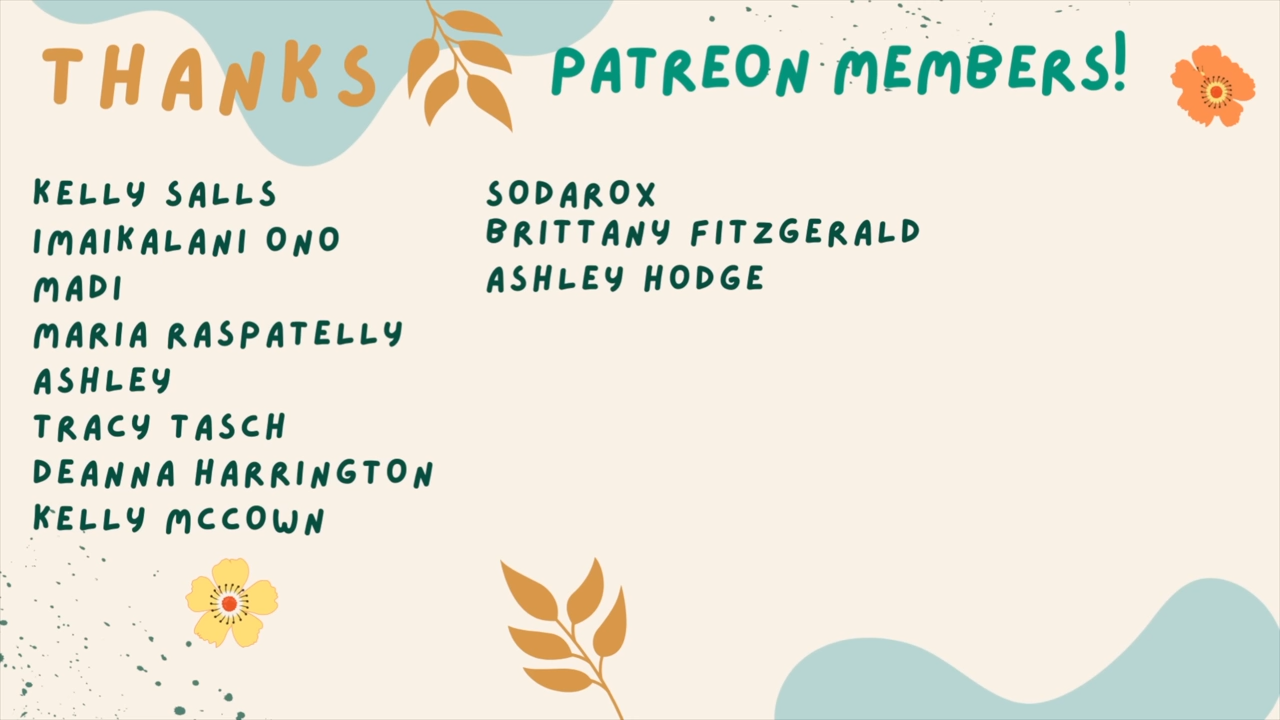 THANKS PATREON MEMBERS!
KELLY SALLS
IMAIKALANI ONO
MADI
MARIA RASPATELLY
ASHLEY
TRACY TASCH
DEANNA HARRINGTON
KELLY MCCOWN
SODAROX
BRITTANY FITZGERALD
ASHLEY HODGE